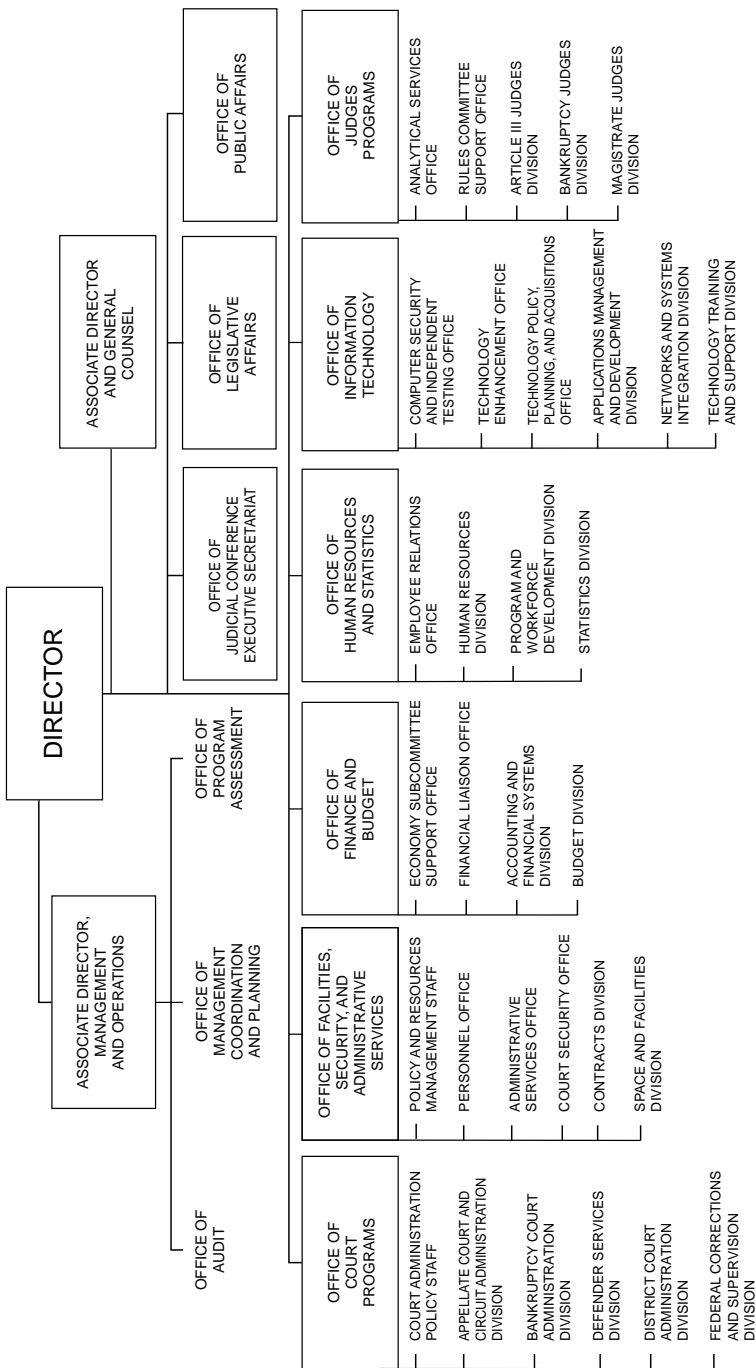 DIRECTOR
ASSOCIATE DIRECTOR,
MANAGEMENT
AND OPERATIONS
ASSOCIATE DIRECTOR
AND GENERAL
COUNSEL
OFFICE OF
AUDIT
OFFICE OF
MANAGEMENT
COORDINATION
AND PLANNING
OFFICE OF
PROGRAM
ASSESSMENT
OFFICE OF
JUDICIAL CONFERENCE
EXECUTIVE SECRETARIAT
OFFICE OF
LEGISLATIVE
AFFAIRS
OFFICE OF
PUBLIC AFFAIRS
OFFICE OF
COURT
PROGRAMS
COURT ADMINISTRATION
POLICY STAFF
APPELLATE COURT AND
CIRCUIT ADMINISTRATION
DIVISION
BANKRUPTCY COURT
ADMINISTRATION
DIVISION
DEFENDER SERVICES
DIVISION
DISTRICT COURT
ADMINISTRATION
DIVISION
FEDERAL CORRECTIONS
AND SUPERVISION
DIVISION
OFFICE OF FACILITIES,
SECURITY, AND
ADMINISTRATIVE
SERVICES
POLICY AND RESOURCES
MANAGEMENT STAFF
PERSONNEL OFFICE
ADMINISTRATIVE
SERVICES OFFICE
COURT SECURITY OFFICE
CONTRACTS DIVISION
SPACE AND FACILITIES
DIVISION
OFFICE OF
FINANCE AND
BUDGET
ECONOMY SUBCOMMITTEE
SUPPORT OFFICE
FINANCIAL LIAISON OFFICE
ACCOUNTING AND
FINANCIAL SYSTEMS
DIVISION
BUDGET DIVISION
OFFICE OF
HUMAN RESOURCES
AND STATISTICS
EMPLOYEE RELATIONS
OFFICE
HUMAN RESOURCES
DIVISION
PROGRAM AND
WORKFORCE
DEVELOPMENT DIVISION
STATISTICS DIVISION
OFFICE OF
INFORMATION
TECHNOLOGY
COMPUTER SECURITY
AND INDEPENDENT
TESTING OFFICE
TECHNOLOGY
ENHANCEMENT OFFICE
TECHNOLOGY POLICY,
PLANNING, AND ACQUISITIONS
OFFICE
APPLICATIONS MANAGEMENT
AND DEVELOPMENT
DIVISION
NETWORKS AND SYSTEMS
INTEGRATION DIVISION
TECHNOLOGY TRAINING
AND SUPPORT DIVISION
OFFICE OF
JUDGES
PROGRAMS
ANALYTICAL SERVICES
OFFICE
RULES COMMITTEE
SUPPORT OFFICE
ARTICLE III JUDGES
DIVISION
BANKRUPTCY JUDGES
DIVISION
MAGISTRATE JUDGES
DIVISION